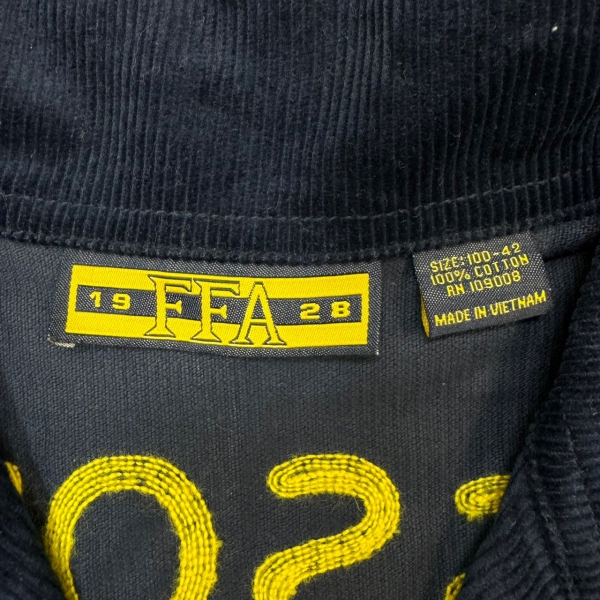 19 FFA 28
SIZE: 100-42
100% COTTON
RN 109008
MADE IN VIETNAM